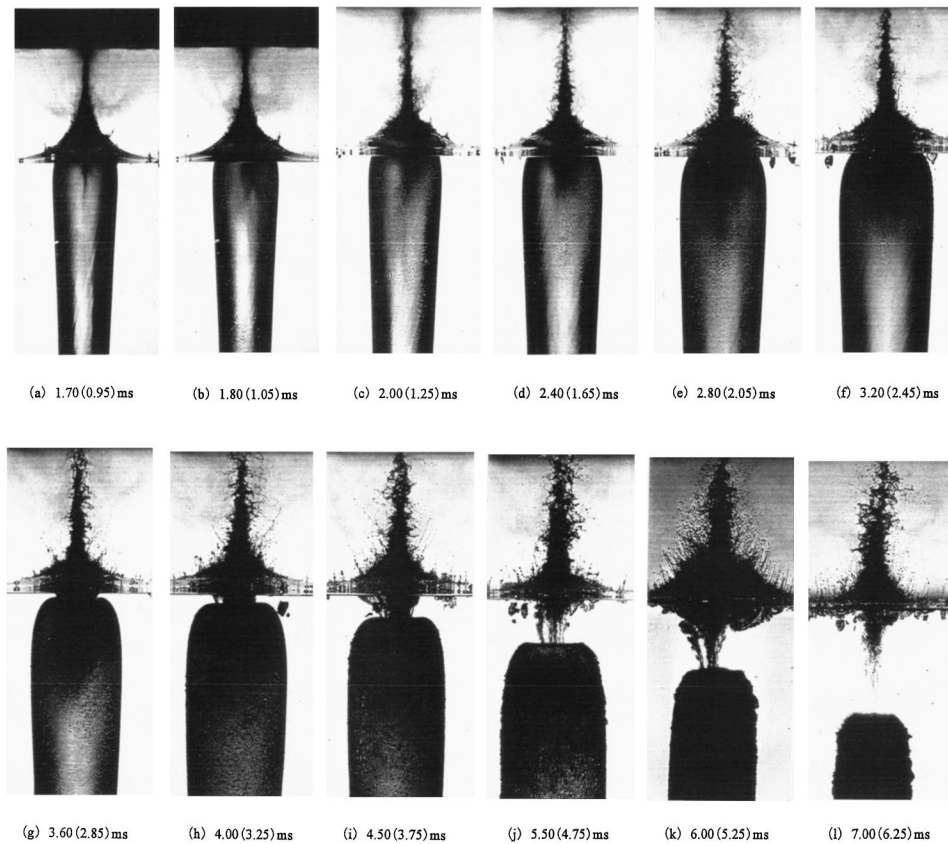 (a) 1.70(0.95)ms (b) 1.80(1.05)ms (c) 2.00(1.25)ms (d) 2.40(1.65)ms (e) 2.80(2.05)ms (f) 3.20(2.45)ms
(g) 3.60(2.85)ms (h) 4.00(3.25)ms (i) 4.50(3.75)ms (j) 5.50(4.75)ms (k) 6.00(5.25)ms (l) 7.00(6.25)ms